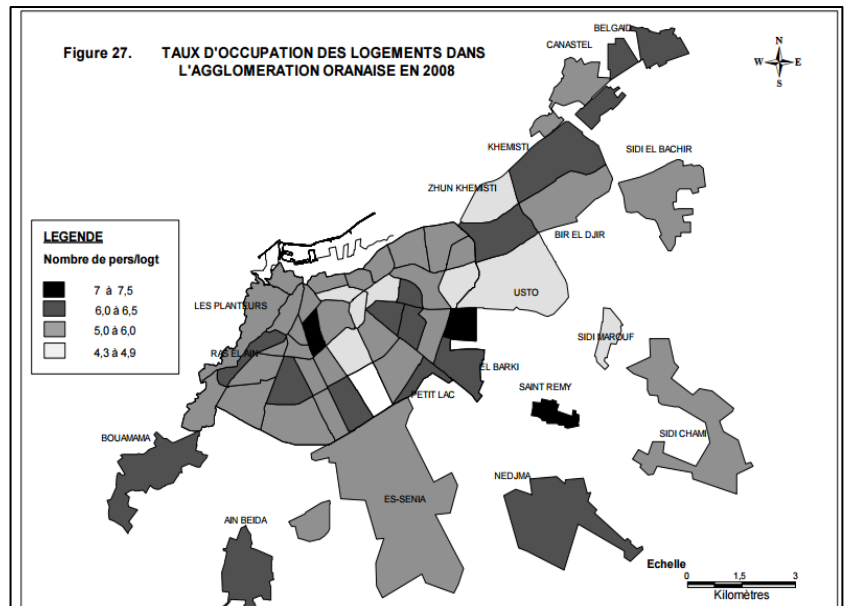 Figure 27. TAUX D'OCCUPATION DES LOGEMENTS DANS
L'AGGLOMERATION ORANAISE EN 2008
BELGAID
CANASTEL
N
W E
S
KHEMISTI
SIDI EL BACHIR
ZHUN KHEMISTI
BIR EL DJIR
LEGENDE
Nombre de pers/logt
7 à 7,5
6,0 à 6,5
5,0 à 6,0
4,3 à 4,9
LES PLANTEURS
USTO
SIDI MAROUF
RAS EL AIN
EL BARKI
PETIT LAC
SAINT REMY
BOUAMAMA
SIDI CHAMI
NEDJMA
ES-SENIA
AIN BEIDA
Echelle
0 1,5 3
Kilomètres